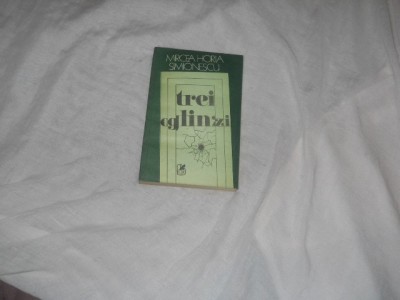 MIRCEA HORIA
SIMIONESCU
trei
oglinzi